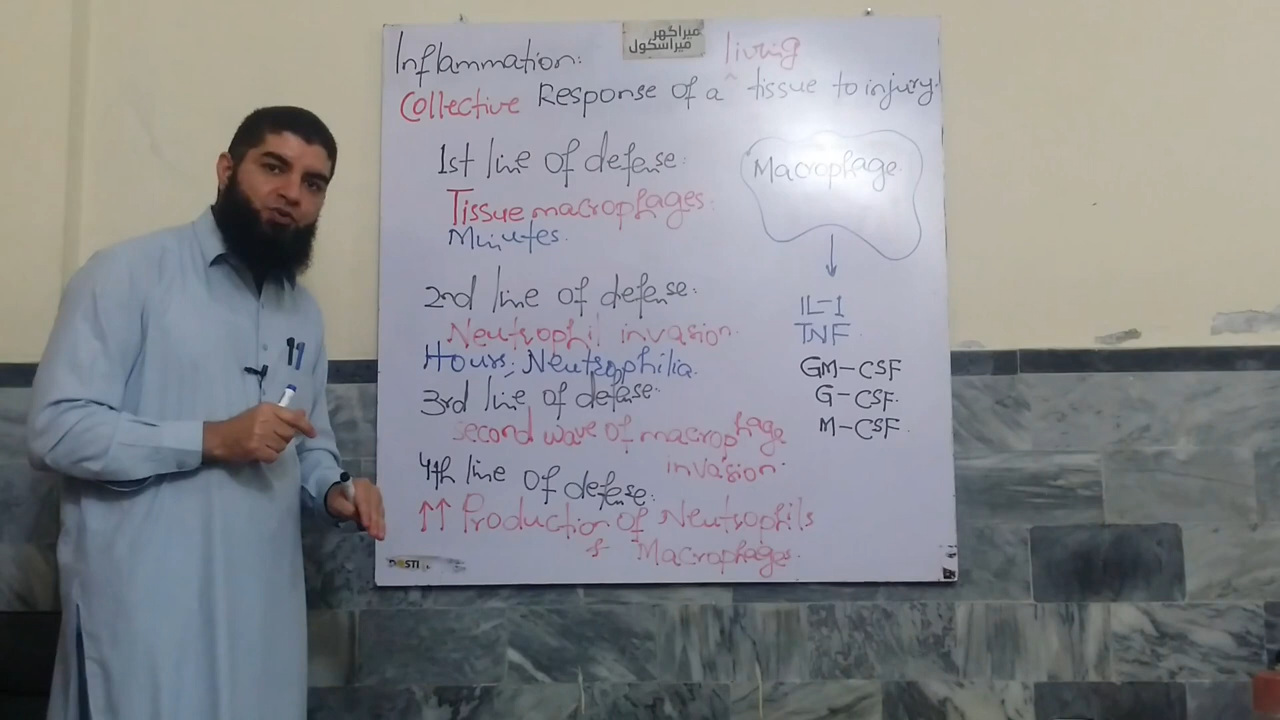 میراگھر
میراسکول
Inflammation:
living
Collective Response of a ^ tissue to injury.
1st line of defense:
Tissue macrophages:
Minutes.
2nd line of defense:
Neutrophil invasion.
Hours; Neutrophilia.
3rd line of defense:
Second wave of macrophage
invasion.
4th line of defense:
↑↑ Production of Neutrophils
& Macrophages.
Macrophage
↓
IL-1
TNF
GM-CSF
G-CSF.
M-CSF.